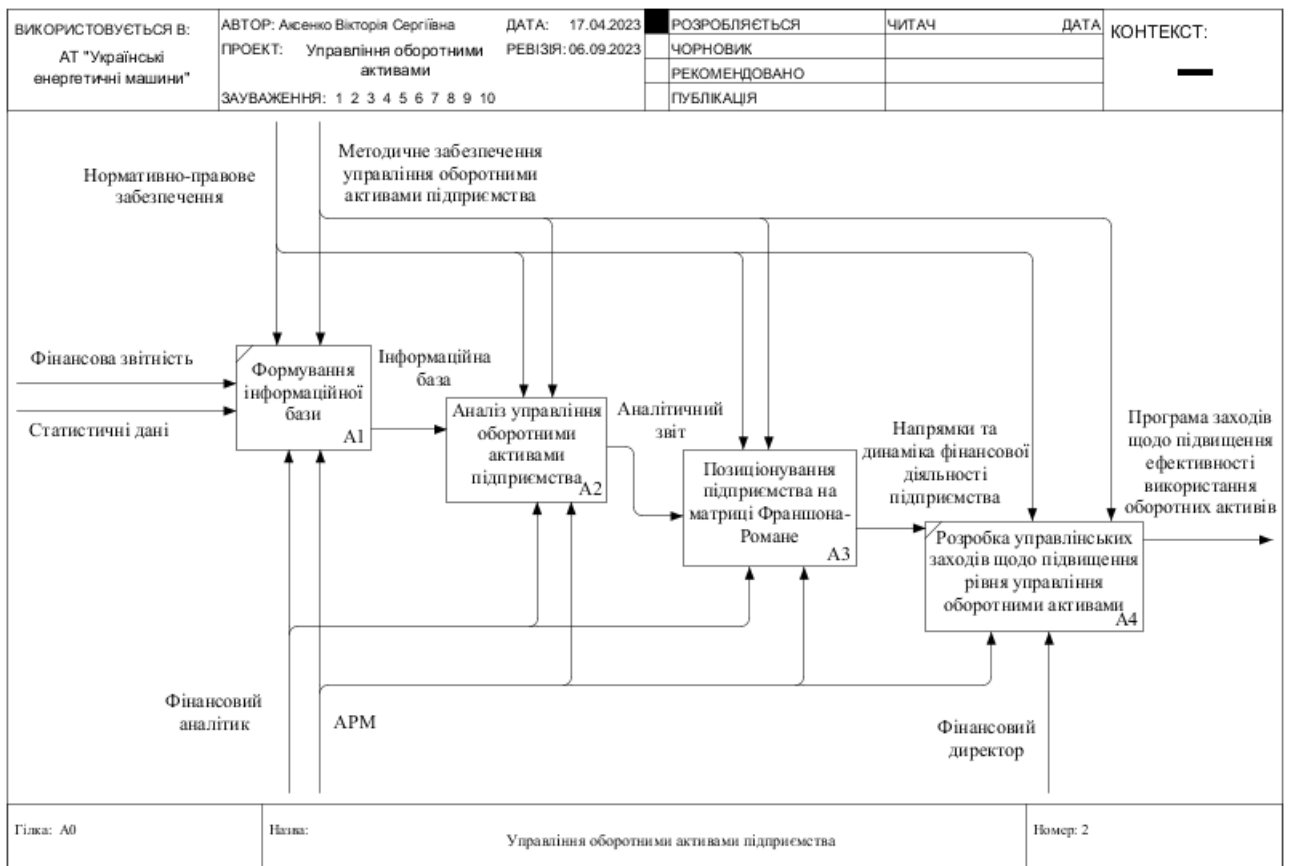 ВИКОРИСТОВУЄТЬСЯ В:
АТ "Українські
енергетичні машини"
АВТОР: Аксенко Вікторія Сергіївна
ДАТА: 17.04.2023
ПРОЕКТ: Управління оборотними
активами
РЕВІЗІЯ: 06.09.2023
ЗАУВАЖЕННЯ: 1 2 3 4 5 6 7 8 9 10
РОЗРОБЛЯЄТЬСЯ
ЧОРНОВИК
РЕКОМЕНДОВАНО
ПУБЛІКАЦІЯ
ЧИТАЧ
ДАТА
КОНТЕКСТ:
Нормативно-правове
забезпечення
Методичне забезпечення
управління оборотними
активами підприємства
Фінансова звітність
Статистичні дані
Формування
інформаційної
бази
А1
Інформаційна
база
Аналіз управління
оборотними
активами
підприємства
А2
Аналітичний
звіт
Позиціонування
підприємства на
матриці Франшона-
Романе
А3
Напрямки та
динаміка фінансової
діяльності
підприємства
Розробка управлінських
заходів щодо підвищення
рівня управління
оборотними активами
А4
Програма заходів
щодо підвищення
ефективності
використання
оборотних активів
Фінансовий
аналітик
АРМ
Фінансовий
директор
Гілка: А0
Назва:
Управління оборотними активами підприємства
Номер: 2